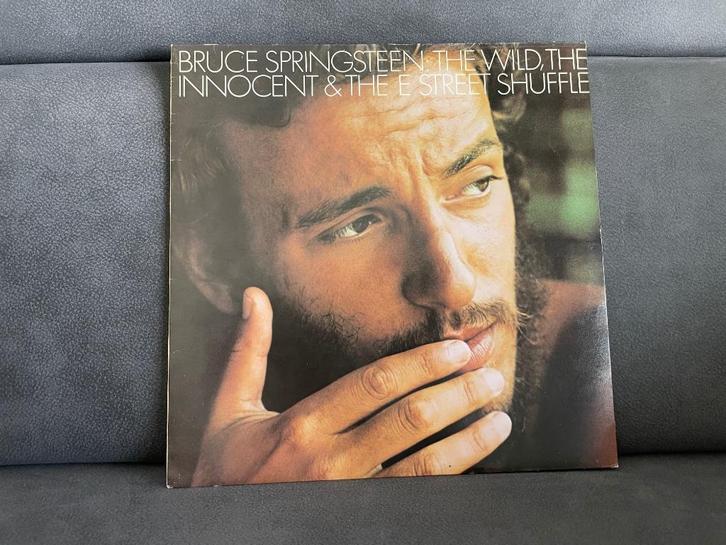 BRUCE SPRINGSTEEN: THE WILD, THE
INNOCENT & THE E STREET SHUFFLE